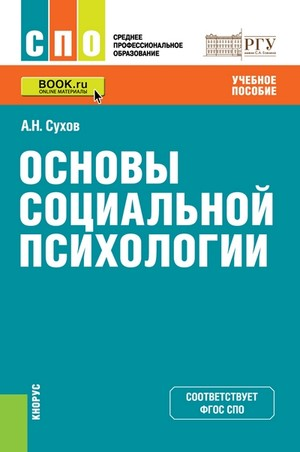 СПО
СРЕДНЕЕ
ПРОФЕССИОНАЛЬНОЕ
ОБРАЗОВАНИЕ
РГУ
BOOK.ru
ONLINE МАТЕРИАЛЫ
УЧЕБНОЕ
ПОСОБИЕ
А.Н. Сухов
ОСНОВЫ
СОЦИАЛЬНОЙ
ПСИХОЛОГИИ
КНОРУС
СООТВЕТСТВУЕТ
ФГОС СПО